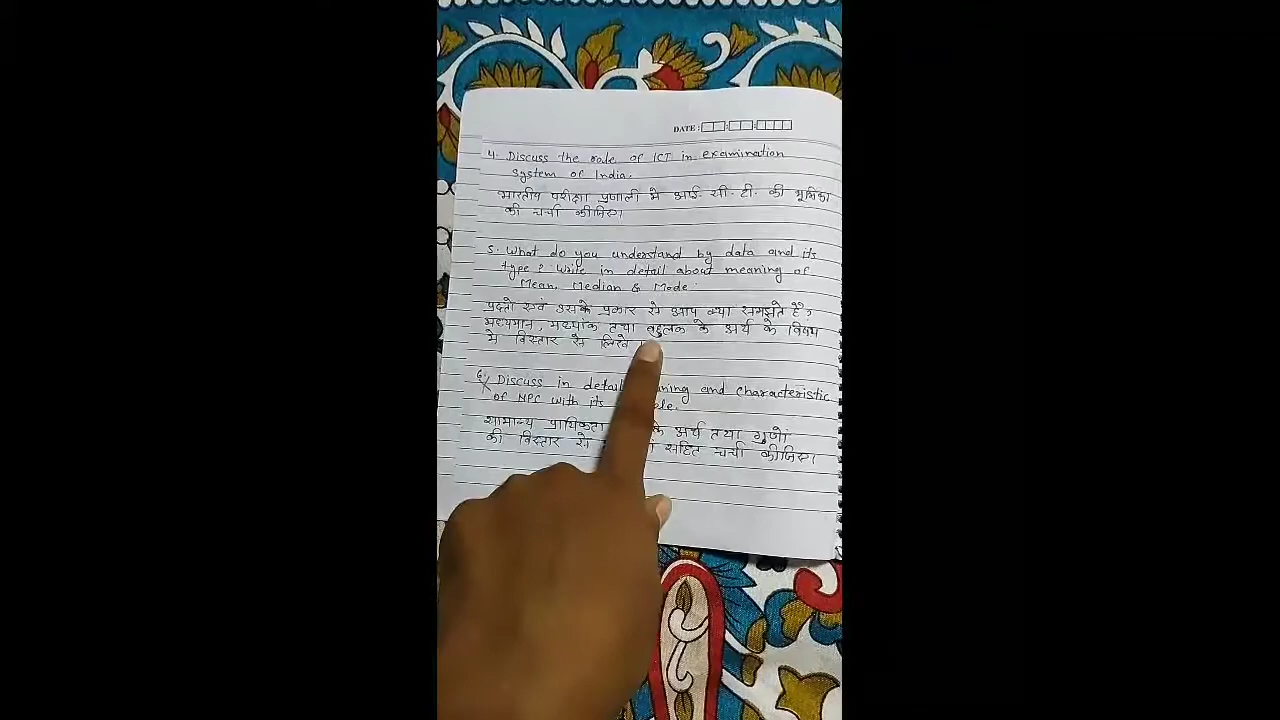 DATE :
4. Discuss the role of ICT in examination
system of India.
भारतीय परीक्षा प्रणाली मे आई. सी. टी. की भूमिका
की चर्चा कीजिए।
5. What do you understand by data and its
type? Write in detail about meaning of
Mean, Median & Mode.
प्रदत्तो एवं उसके प्रकार से आप क्या समझते है?
मध्यमान, मध्यांक तथा बहुलक के अर्थ के विषय
मे विस्तार से लिखे
6. Discuss in detail and characteristic
of NPC with its
सामान्य प्रायिकता के अर्थ तथा गुणों
की विस्तार से सहित चर्चा कीजिए।